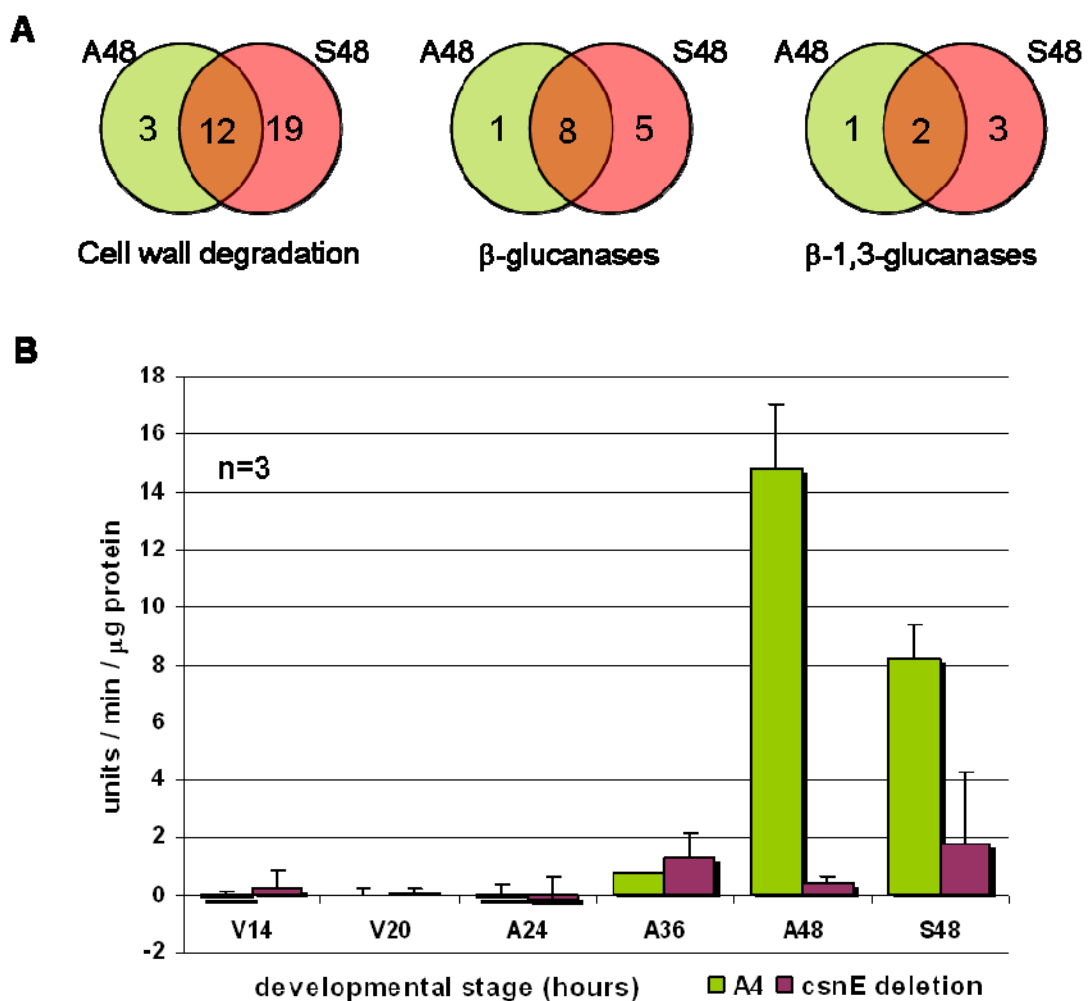 A
A48 S48 A48 S48 A48 S48
3 12 19 1 8 5 1 2 3
Cell wall degradation β-glucanases β-1,3-glucanases
B
18
16
n=3
14
12
10
8
6
4
2
0
-2
units / min / µg protein
V14 V20 A24 A36 A48 S48
developmental stage (hours) A4 csnE deletion